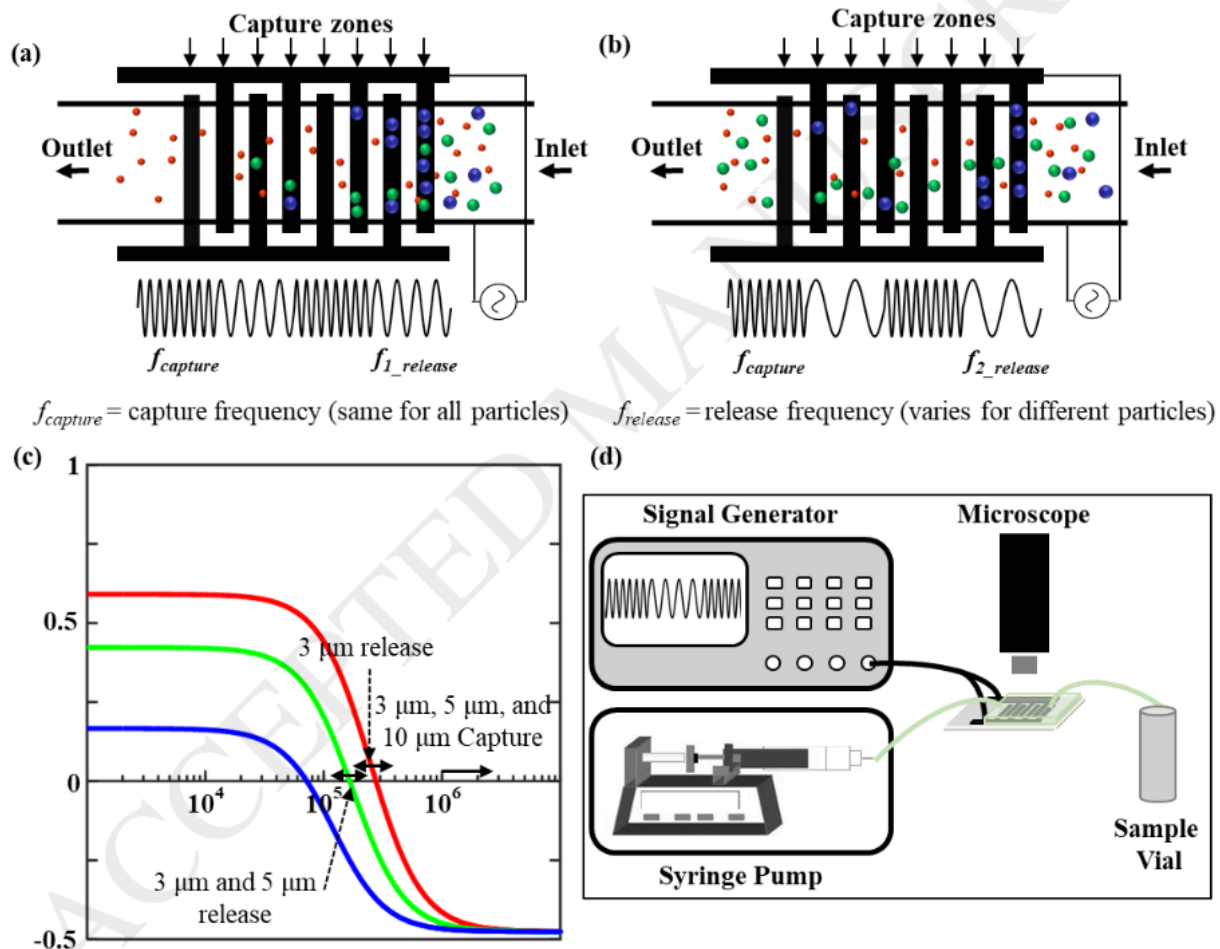 Capture zones
(a)
Outlet
Inlet
f_capture
f_1_release
Capture zones
(b)
Outlet
Inlet
f_capture
f_2_release
f_capture = capture frequency (same for all particles)
f_release = release frequency (varies for different particles)
(c)
1
0.5
0
-0.5
10^4
10^5
10^6
3 μm release
3 μm, 5 μm, and
10 μm Capture
3 μm and 5 μm
release
(d)
Signal Generator
Microscope
Syringe Pump
Sample
Vial
ACCEPTED MANUSCR